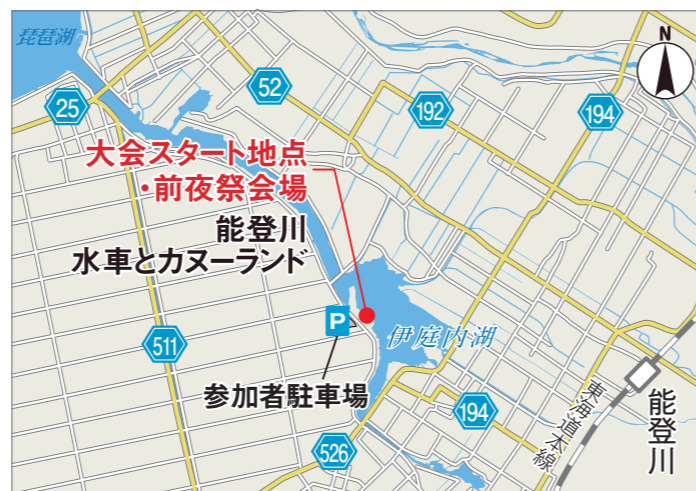 琵琶湖
N
25
52
192
194
大会スタート地点
・前夜祭会場
能登川
水車とカヌーランド
P
伊庭内湖
511
参加者駐車場
194
526
東海道本線
能登川